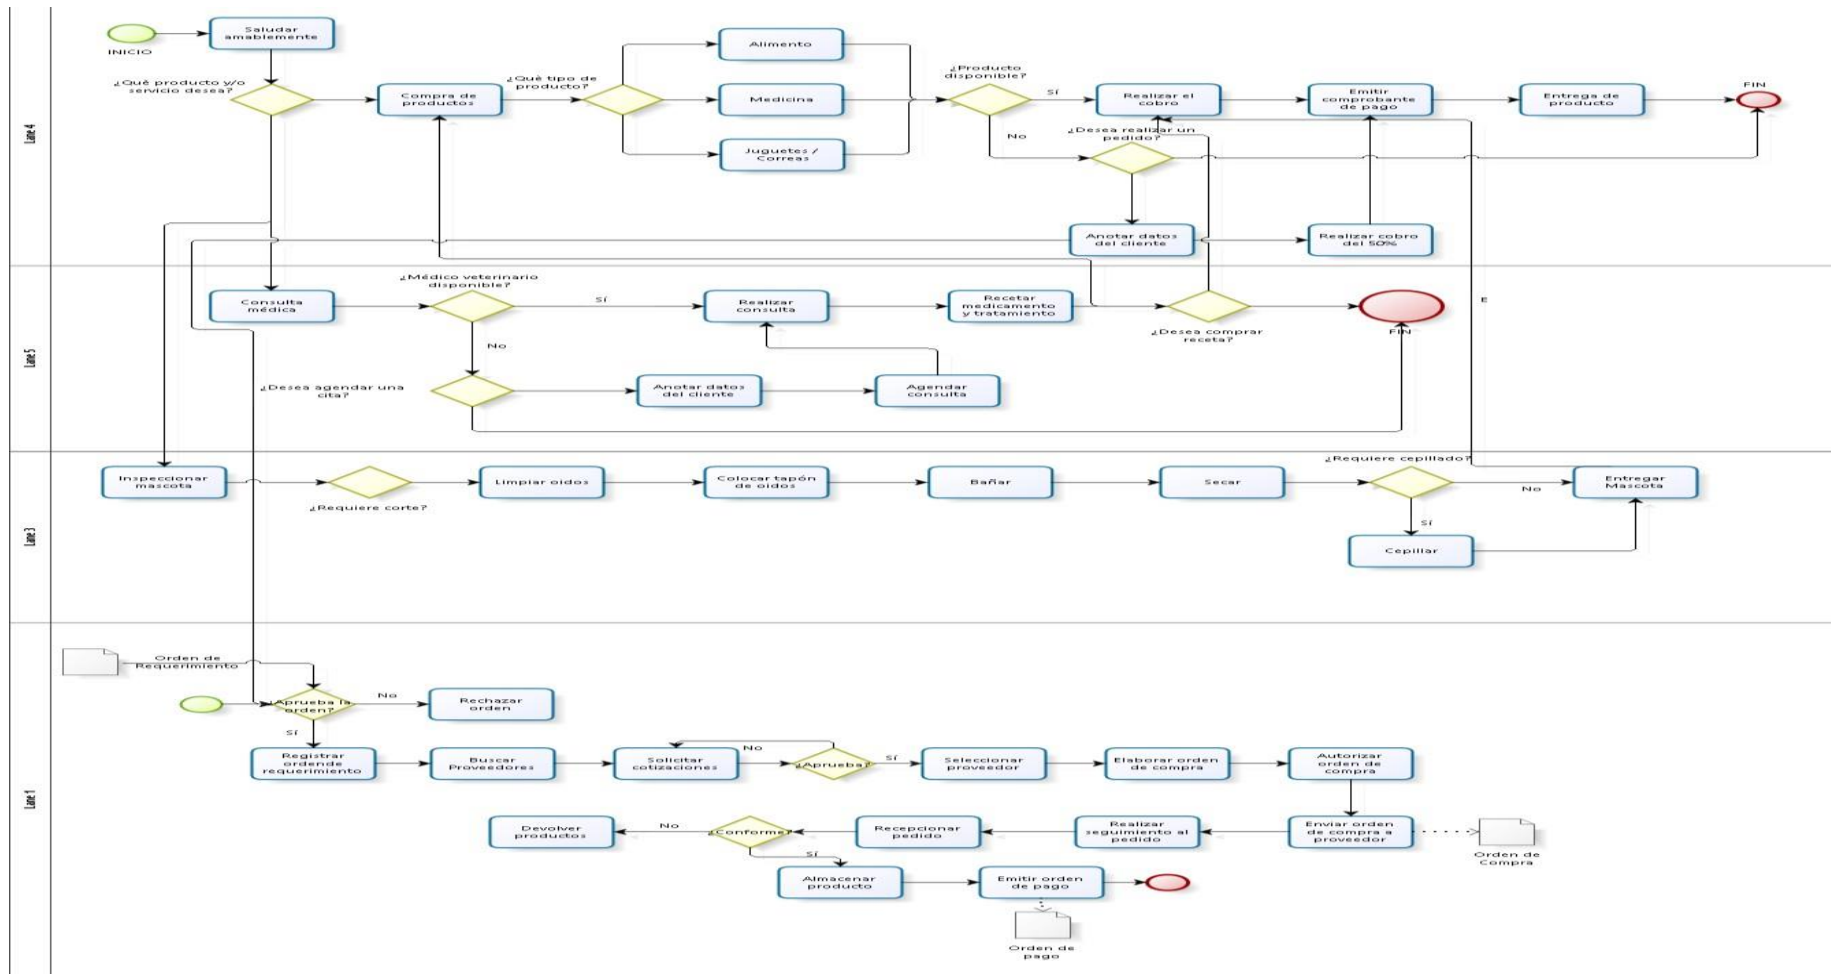 Lane 4
INICIO
Saludar
amablemente
¿Qué producto y/o
servicio desea?
Compra de
productos
¿Qué tipo de
producto?
Alimento
Medicina
Juguetes /
Correas
¿Producto
disponible?
Sí
No
Realizar el
cobro
Emitir
comprobante
de pago
Entrega de
producto
FIN
¿Desea realizar un
pedido?
Anotar datos
del cliente
Realizar cobro
del 50%
Lane 5
Consulta
médica
¿Médico veterinario
disponible?
Sí
No
Realizar
consulta
Recetar
medicamento
y tratamiento
¿Desea comprar
receta?
FIN
E
¿Desea agendar una
cita?
Anotar datos
del cliente
Agendar
consulta
Lane 3
Inspeccionar
mascota
¿Requiere corte?
Limpiar oidos
Colocar tapón
de oidos
Bañar
Secar
¿Requiere cepillado?
No
Sí
Entregar
Mascota
Cepillar
Lane 1
Orden de
Requerimiento
¿Aprueba la
orden?
No
Rechazar
orden
Sí
Registrar
ordende
requerimiento
Buscar
Proveedores
Solicitar
cotizaciones
No
¿Aprueba?
Sí
Seleccionar
proveedor
Elaborar orden
de compra
Autorizar
orden de
compra
Devolver
productos
No
¿Conforme?
Sí
Recepcionar
pedido
Realizar
seguimiento al
pedido
Enviar orden
de compra a
proveedor
Orden de
Compra
Almacenar
producto
Emitir orden
de pago
Orden de
pago